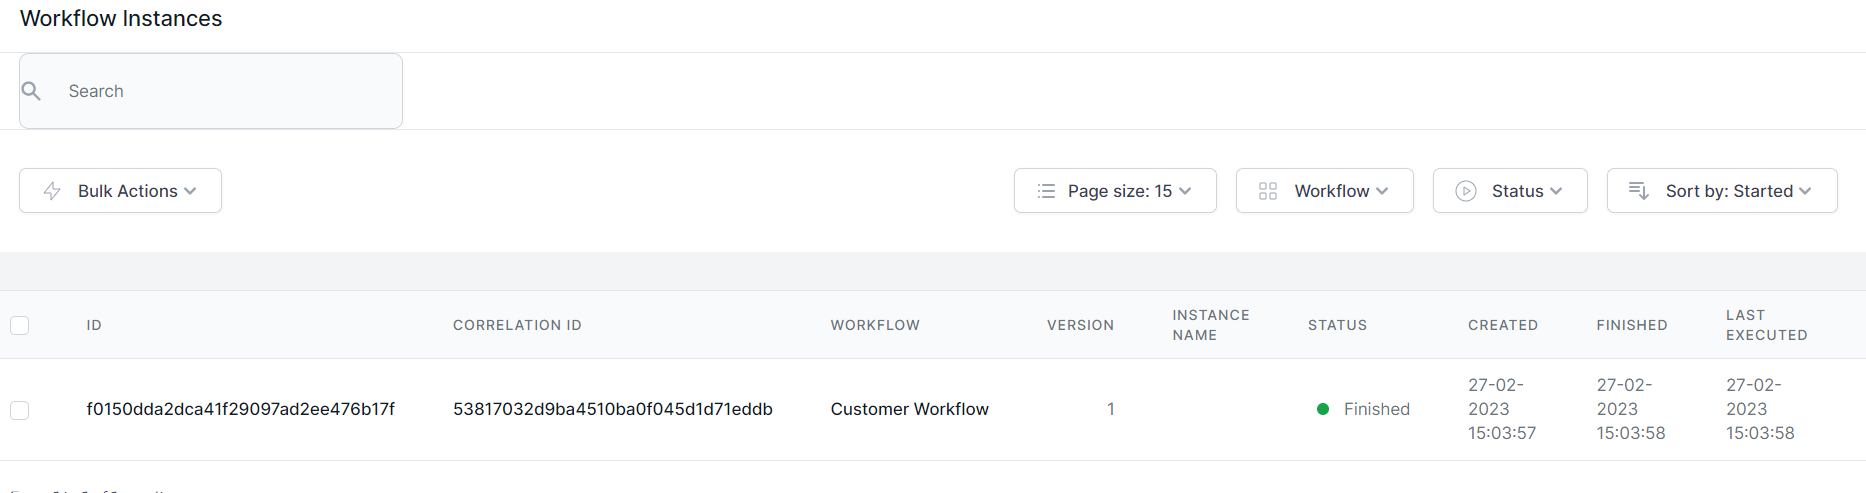 Workflow Instances
Search
Bulk Actions
Page size: 15
Workflow
Status
Sort by: Started
ID
CORRELATION ID
WORKFLOW
VERSION
INSTANCE
NAME
STATUS
CREATED
FINISHED
LAST
EXECUTED
f0150dda2dca41f29097ad2ee476b17f
53817032d9ba4510ba0f045d1d71eddb
Customer Workflow
1
Finished
27-02-
2023
15:03:57
27-02-
2023
15:03:58
27-02-
2023
15:03:58